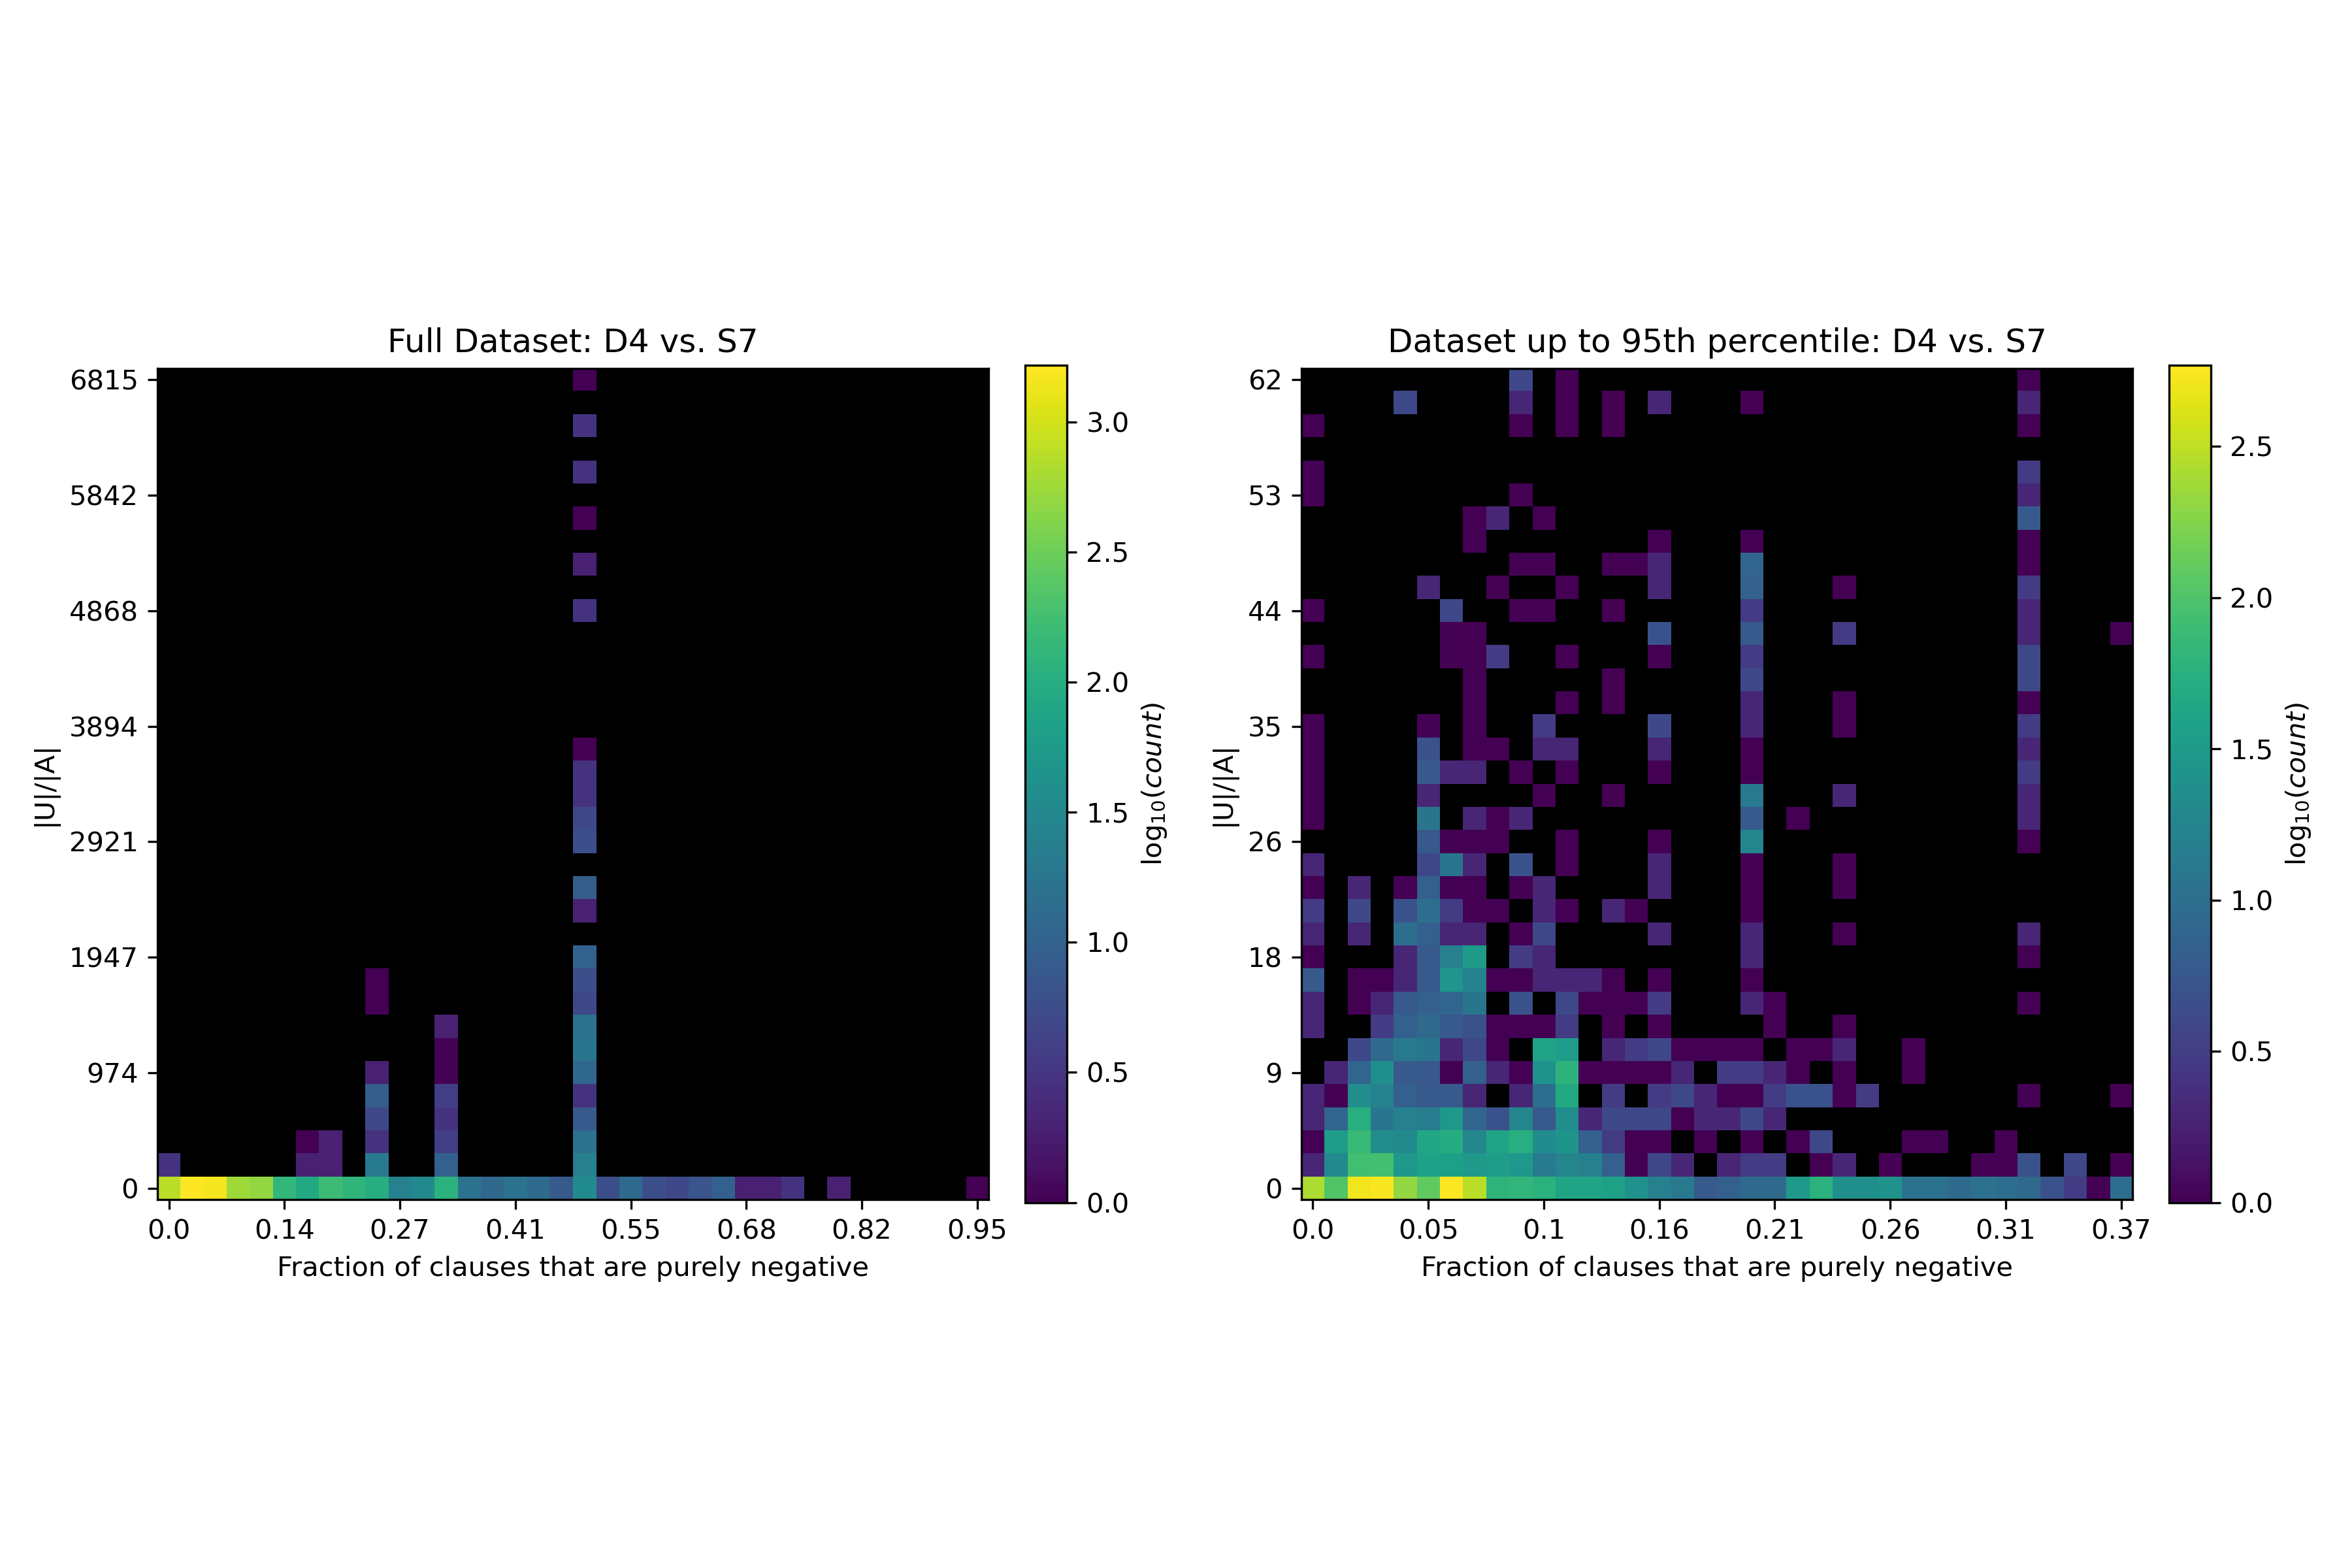 Full Dataset: D4 vs. S7
6815
5842
4868
3894
2921
1947
974
0
|U|/|A|
0.0 0.14 0.27 0.41 0.55 0.68 0.82 0.95
Fraction of clauses that are purely negative
3.0
2.5
2.0
1.5
1.0
0.5
0.0
log₁₀(count)
Dataset up to 95th percentile: D4 vs. S7
62
53
44
35
26
18
9
0
|U|/|A|
0.0 0.05 0.1 0.16 0.21 0.26 0.31 0.37
Fraction of clauses that are purely negative
2.5
2.0
1.5
1.0
0.5
0.0
log₁₀(count)